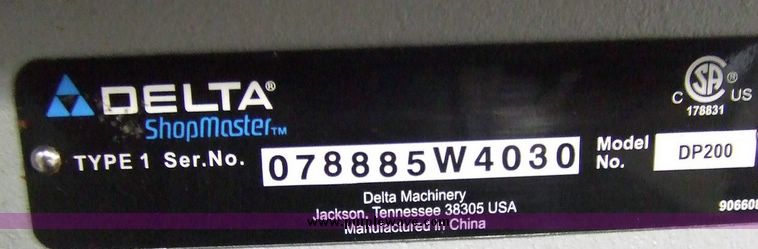 DELTA®
ShopMaster™
TYPE 1 Ser.No. 078885W4030 Model No. DP200
C SA® US
178831
Delta Machinery
Jackson, Tennessee 38305 USA
Manufactured in China